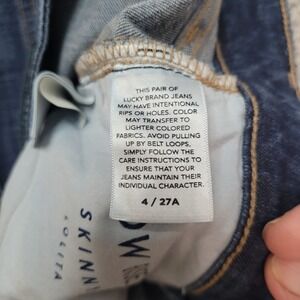 THIS PAIR OF
LUCKY BRAND JEANS
MAY HAVE INTENTIONAL
RIPS OR HOLES. COLOR
MAY TRANSFER TO
LIGHTER COLORED
FABRICS. AVOID PULLING
UP BY BELT LOOPS,
SIMPLY FOLLOW THE
CARE INSTRUCTIONS TO
ENSURE THAT YOUR
JEANS MAINTAIN THEIR
INDIVIDUAL CHARACTER.
4 / 27A
OW
SKINN
LOLITA